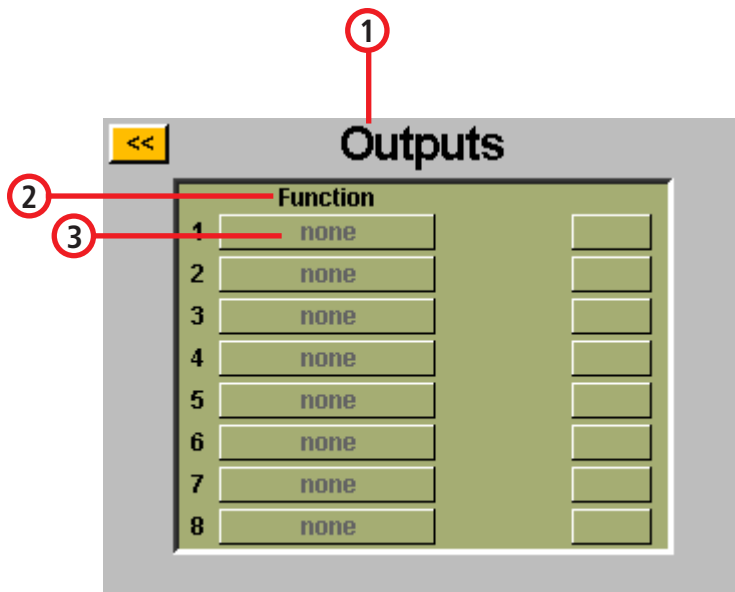 1
<< Outputs
2 Function
3
1 none
2 none
3 none
4 none
5 none
6 none
7 none
8 none